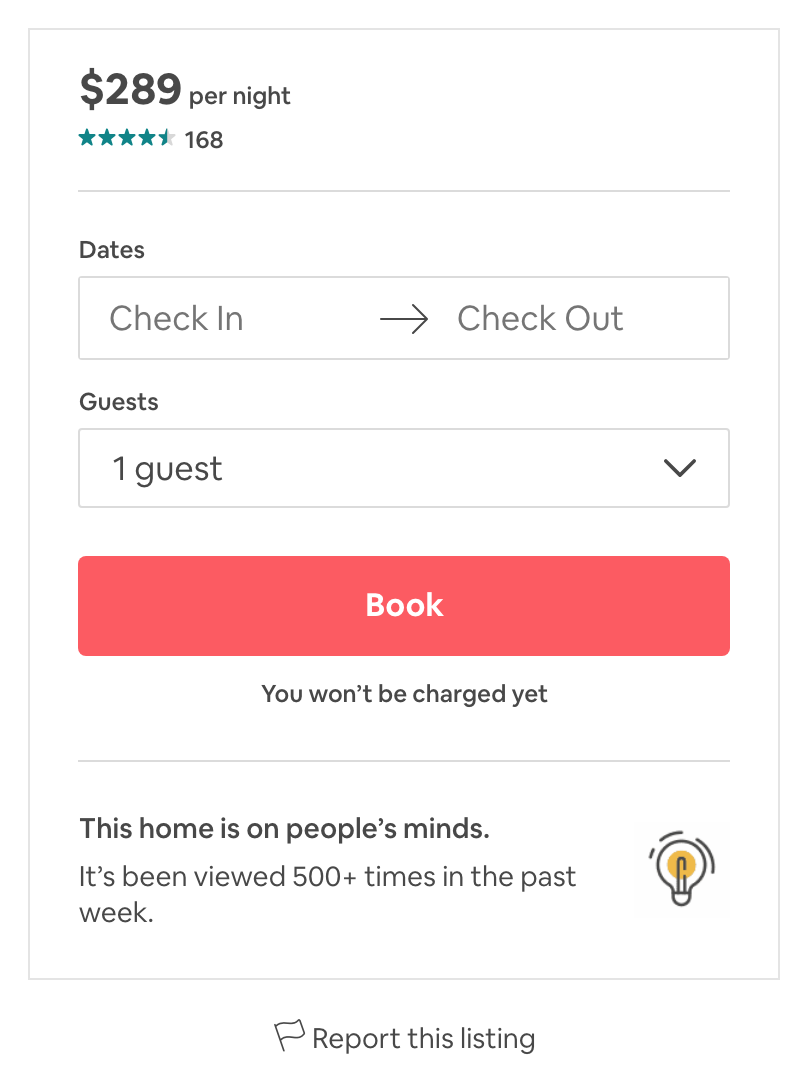 $289 per night
168
Dates
Check In Check Out
Guests
1 guest
Book
You won’t be charged yet
This home is on people’s minds.
It’s been viewed 500+ times in the past
week.
Report this listing